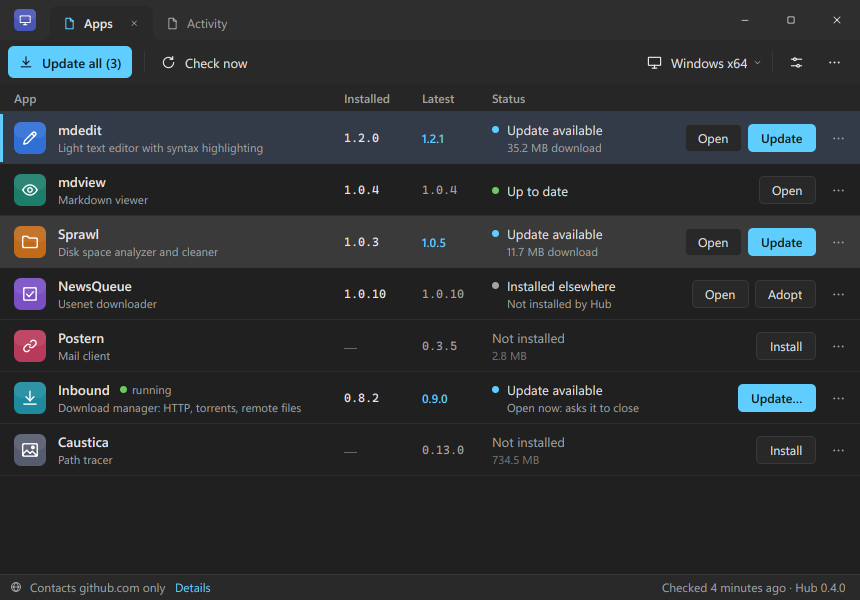 Apps
Activity
Update all (3)
Check now
Windows x64
App Installed Latest Status
mdedit
Light text editor with syntax highlighting
1.2.0
1.2.1
Update available
35.2 MB download
Open
Update
mdview
Markdown viewer
1.0.4
1.0.4
Up to date
Open
Sprawl
Disk space analyzer and cleaner
1.0.3
1.0.5
Update available
11.7 MB download
Open
Update
NewsQueue
Usenet downloader
1.0.10
1.0.10
Installed elsewhere
Not installed by Hub
Open
Adopt
Postern
Mail client
—
0.3.5
Not installed
2.8 MB
Install
Inbound
running
Download manager: HTTP, torrents, remote files
0.8.2
0.9.0
Update available
Open now: asks it to close
Update...
Caustica
Path tracer
—
0.13.0
Not installed
734.5 MB
Install
Contacts github.com only Details
Checked 4 minutes ago · Hub 0.4.0